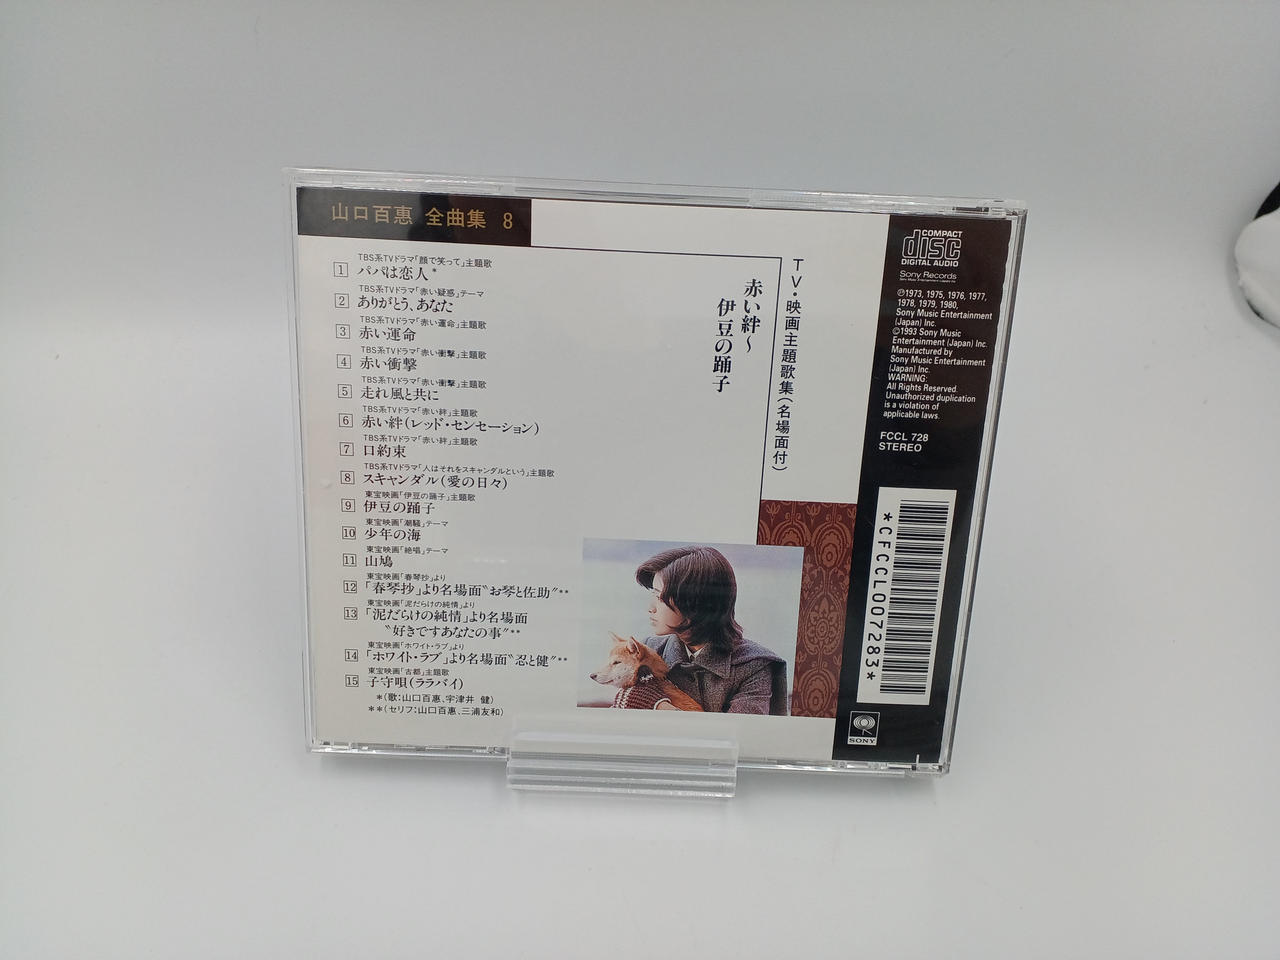 山口百惠 全曲集 8
TBS系TVドラマ「顔で笑って」主題歌
1 パパは恋人*
TBS系TVドラマ「赤い疑惑」テーマ
2 ありがとう、あなた
TBS系TVドラマ「赤い運命」主題歌
3 赤い運命
TBS系TVドラマ「赤い衝撃」主題歌
4 赤い衝撃
TBS系TVドラマ「赤い衝撃」主題歌
5 走れ風と共に
TBS系TVドラマ「赤い絆」主題歌
6 赤い絆(レッド・センセーション)
TBS系TVドラマ「赤い絆」主題歌
7 口約束
TBS系TVドラマ「人はそれをスキャンダルという」主題歌
8 スキャンダル(愛の日々)
東宝映画「伊豆の踊子」主題歌
9 伊豆の踊子
東宝映画「潮騒」テーマ
10 少年の海
東宝映画「絶唱」テーマ
11 山鳩
東宝映画「春琴抄」より
12 「春琴抄」より名場面〝お琴と佐助〟**
東宝映画「泥だらけの純情」より
13 「泥だらけの純情」より名場面
〝好きですあなたの事〟**
東宝映画「ホワイト・ラブ」より
14 「ホワイト・ラブ」より名場面〝忍と健〟**
東宝映画「古都」主題歌
15 子守唄(ララバイ)
*(歌:山口百惠、宇津井 健)
**(セリフ:山口百惠、三浦友和)
TV・映画主題歌集(名場面付)
赤い絆~
伊豆の踊子
COMPACT
disc
DIGITAL AUDIO
Sony Records
℗1973, 1975, 1976, 1977,
1978, 1979, 1980,
Sony Music Entertainment
(Japan) Inc.
©1993 Sony Music
Entertainment (Japan) Inc.
Manufactured by
Sony Music Entertainment
(Japan) Inc.
WARNING:
All Rights Reserved.
Unauthorized duplication
is a violation of
applicable laws.
FCCL 728
STEREO
*CFCCL007283*
SONY